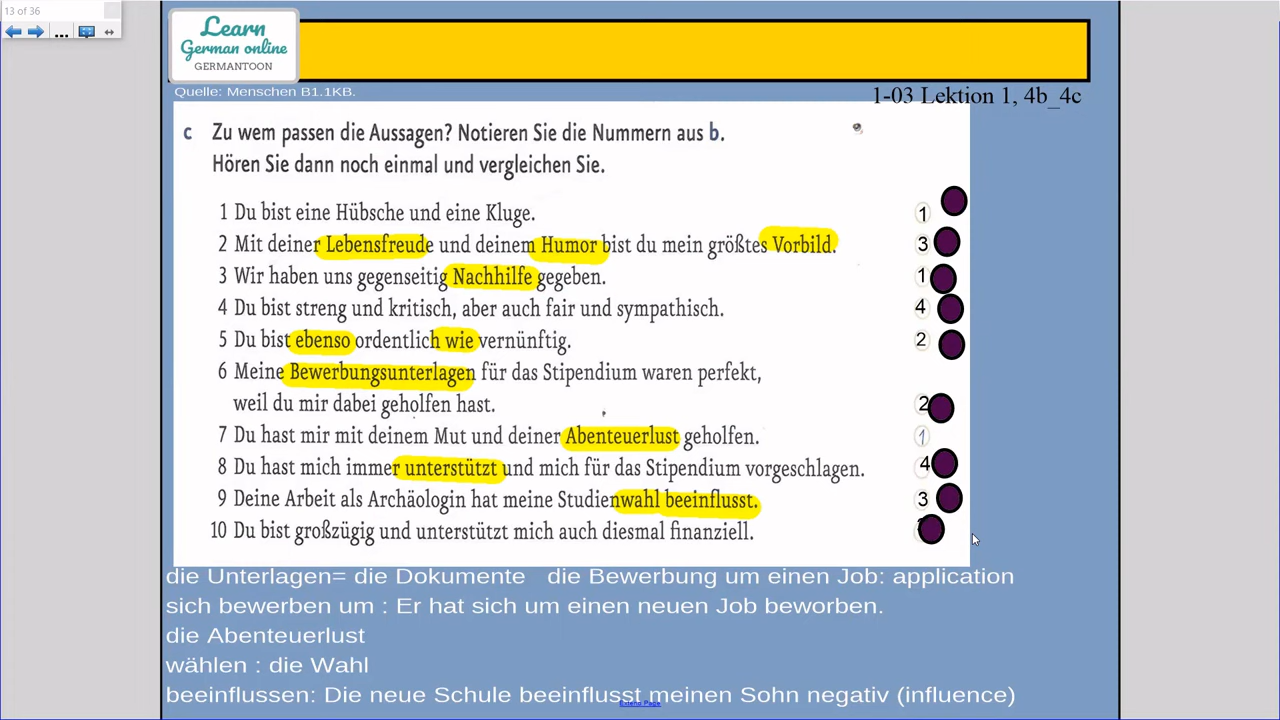 13 of 36
Learn
German online
GERMANTOON
Quelle: Menschen B1.1KB.
1-03 Lektion 1, 4b_4c
c Zu wem passen die Aussagen? Notieren Sie die Nummern aus b.
Hören Sie dann noch einmal und vergleichen Sie.
1 Du bist eine Hübsche und eine Kluge. 1
2 Mit deiner Lebensfreude und deinem Humor bist du mein größtes Vorbild. 3
3 Wir haben uns gegenseitig Nachhilfe gegeben. 1
4 Du bist streng und kritisch, aber auch fair und sympathisch. 4
5 Du bist ebenso ordentlich wie vernünftig. 2
6 Meine Bewerbungsunterlagen für das Stipendium waren perfekt,
weil du mir dabei geholfen hast. 2
7 Du hast mir mit deinem Mut und deiner Abenteuerlust geholfen. 1
8 Du hast mich immer unterstützt und mich für das Stipendium vorgeschlagen. 4
9 Deine Arbeit als Archäologin hat meine Studienwahl beeinflusst. 3
10 Du bist großzügig und unterstützt mich auch diesmal finanziell.
die Unterlagen= die Dokumente die Bewerbung um einen Job: application
sich bewerben um : Er hat sich um einen neuen Job beworben.
die Abenteuerlust
wählen : die Wahl
beeinflussen: Die neue Schule beeinflusst meinen Sohn negativ (influence)
Extend Page